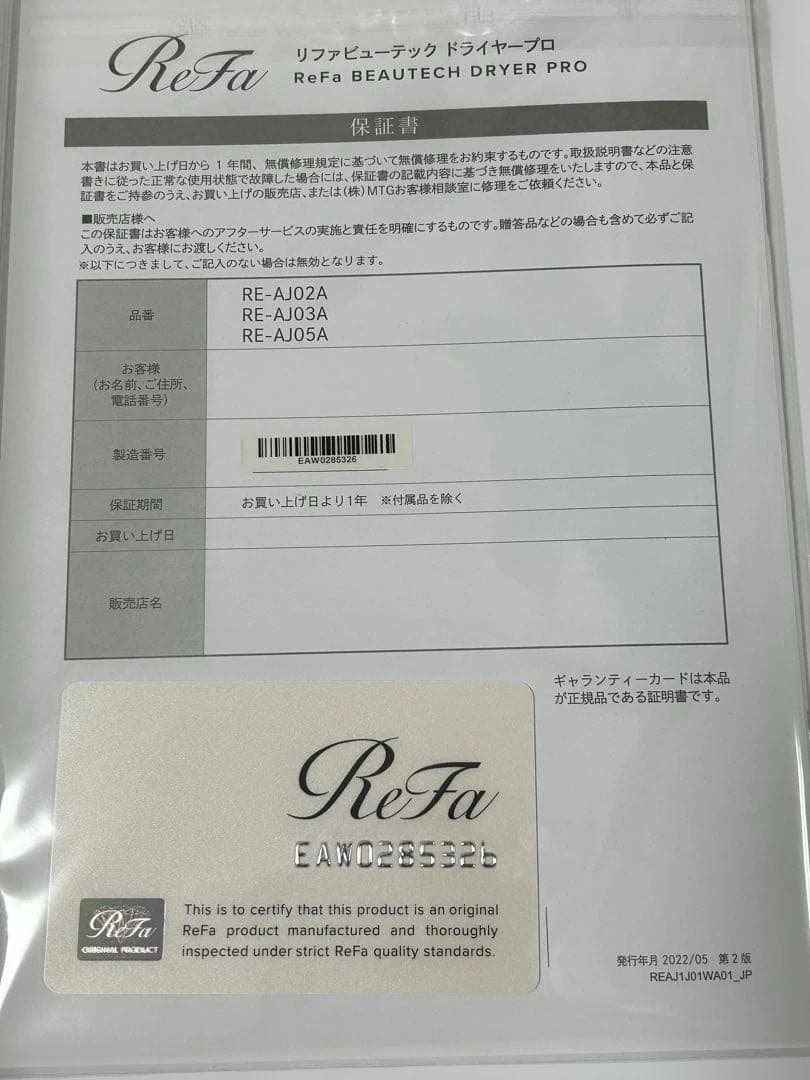 ReFa
リファビューテック ドライヤープロ
ReFa BEAUTECH DRYER PRO
保証書
本書はお買い上げ日から 1 年間、無償修理規定に基づいて無償修理をお約束するものです。取扱説明書などの注意
書きに従った正常な使用状態で故障した場合には、保証書の記載内容に基づき無償修理をいたしますので、本品と保
証書をご持参のうえ、お買い上げの販売店、または(株)MTGお客様相談室に修理をご依頼ください。
■販売店様へ
この保証書はお客様へのアフターサービスの実施と責任を明確にするものです。贈答品などの場合も含めて必ずご記
入のうえ、お客様にお渡しください。
※以下につきまして、ご記入のない場合は無効となります。
品番
RE-AJ02A
RE-AJ03A
RE-AJ05A
お客様
(お名前、ご住所、
電話番号)
製造番号
EAW0285326
保証期間
お買い上げ日より1年 ※付属品を除く
お買い上げ日
販売店名
ギャランティーカードは本品
が正規品である証明書です。
ReFa
EAW0285326
ReFa
ORIGINAL PRODUCT
This is to certify that this product is an original
ReFa product manufactured and thoroughly
inspected under strict ReFa quality standards.
発行年月 2022/05 第2版
REAJ1J01WA01_JP